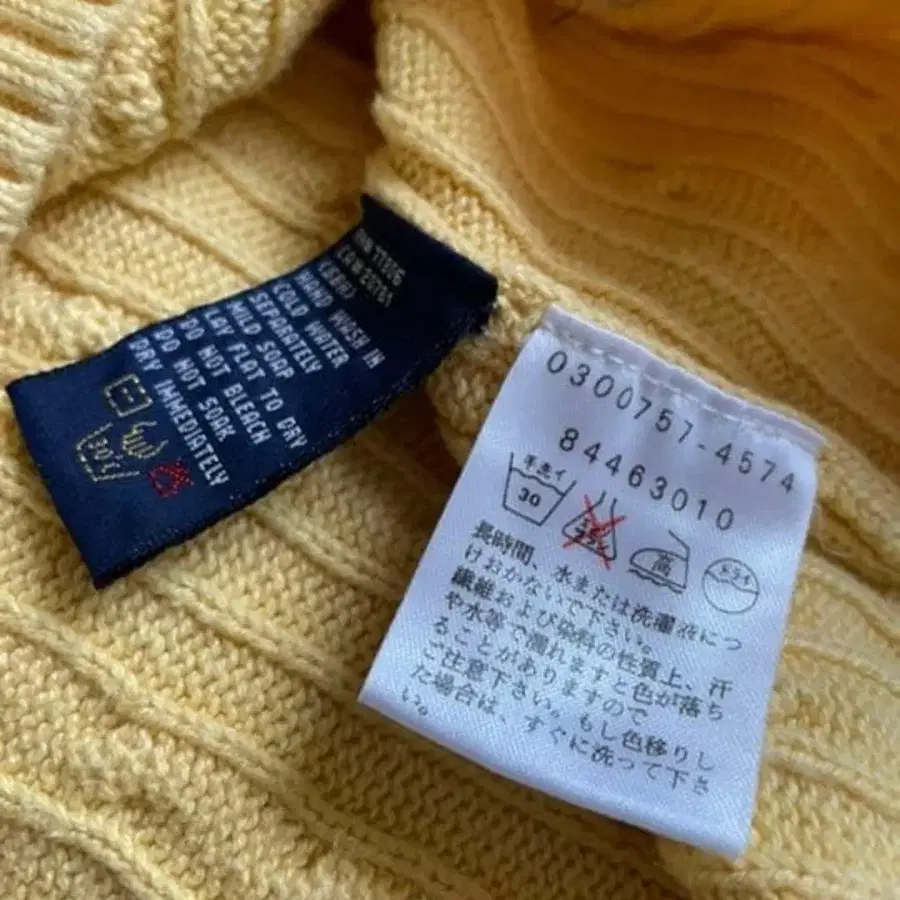 HAND WASH IN
COLD WATER
SEPARATELY
MILD SOAP
LAY FLAT TO DRY
DO NOT BLEACH
DO NOT SOAK
DRY IMMEDIATELY
0300757-4574
84463010
手洗イ
30
高
ドライ
長時間、水または洗濯液につ
けおかないで下さい。
繊維および染料の性質上、汗
や水等で濡れますと色が落ち
ることがありますので
ご注意下さい。もし色移りし
た場合は、すぐに洗って下さ
い。